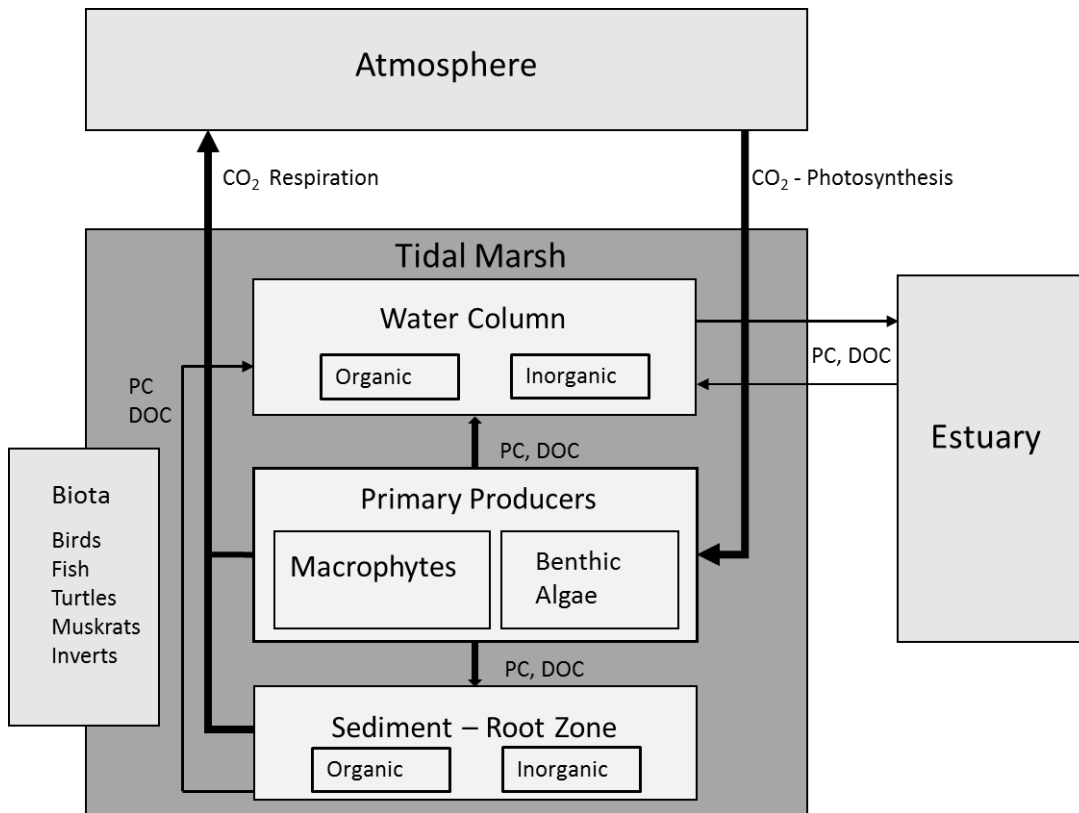 Atmosphere
CO₂ Respiration
CO₂ - Photosynthesis
Tidal Marsh
Water Column
Organic
Inorganic
PC, DOC
PC
DOC
Estuary
PC, DOC
Primary Producers
Macrophytes
Benthic
Algae
Biota
Birds
Fish
Turtles
Muskrats
Inverts
PC, DOC
Sediment – Root Zone
Organic
Inorganic